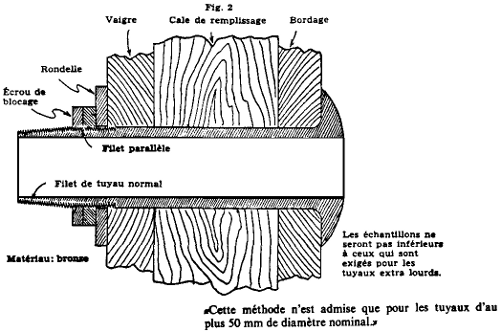 Fig. 2
Vaigre
Cale de remplissage
Bordage
Rondelle
Écrou de
blocage
Filet parallèle
Filet de tuyau normal
Matériau: bronze
Les échantillons ne
seront pas inférieurs
à ceux qui sont
exigés pour les
tuyaux extra lourds.
«Cette méthode n'est admise que pour les tuyaux d'au
plus 50 mm de diamètre nominal.»